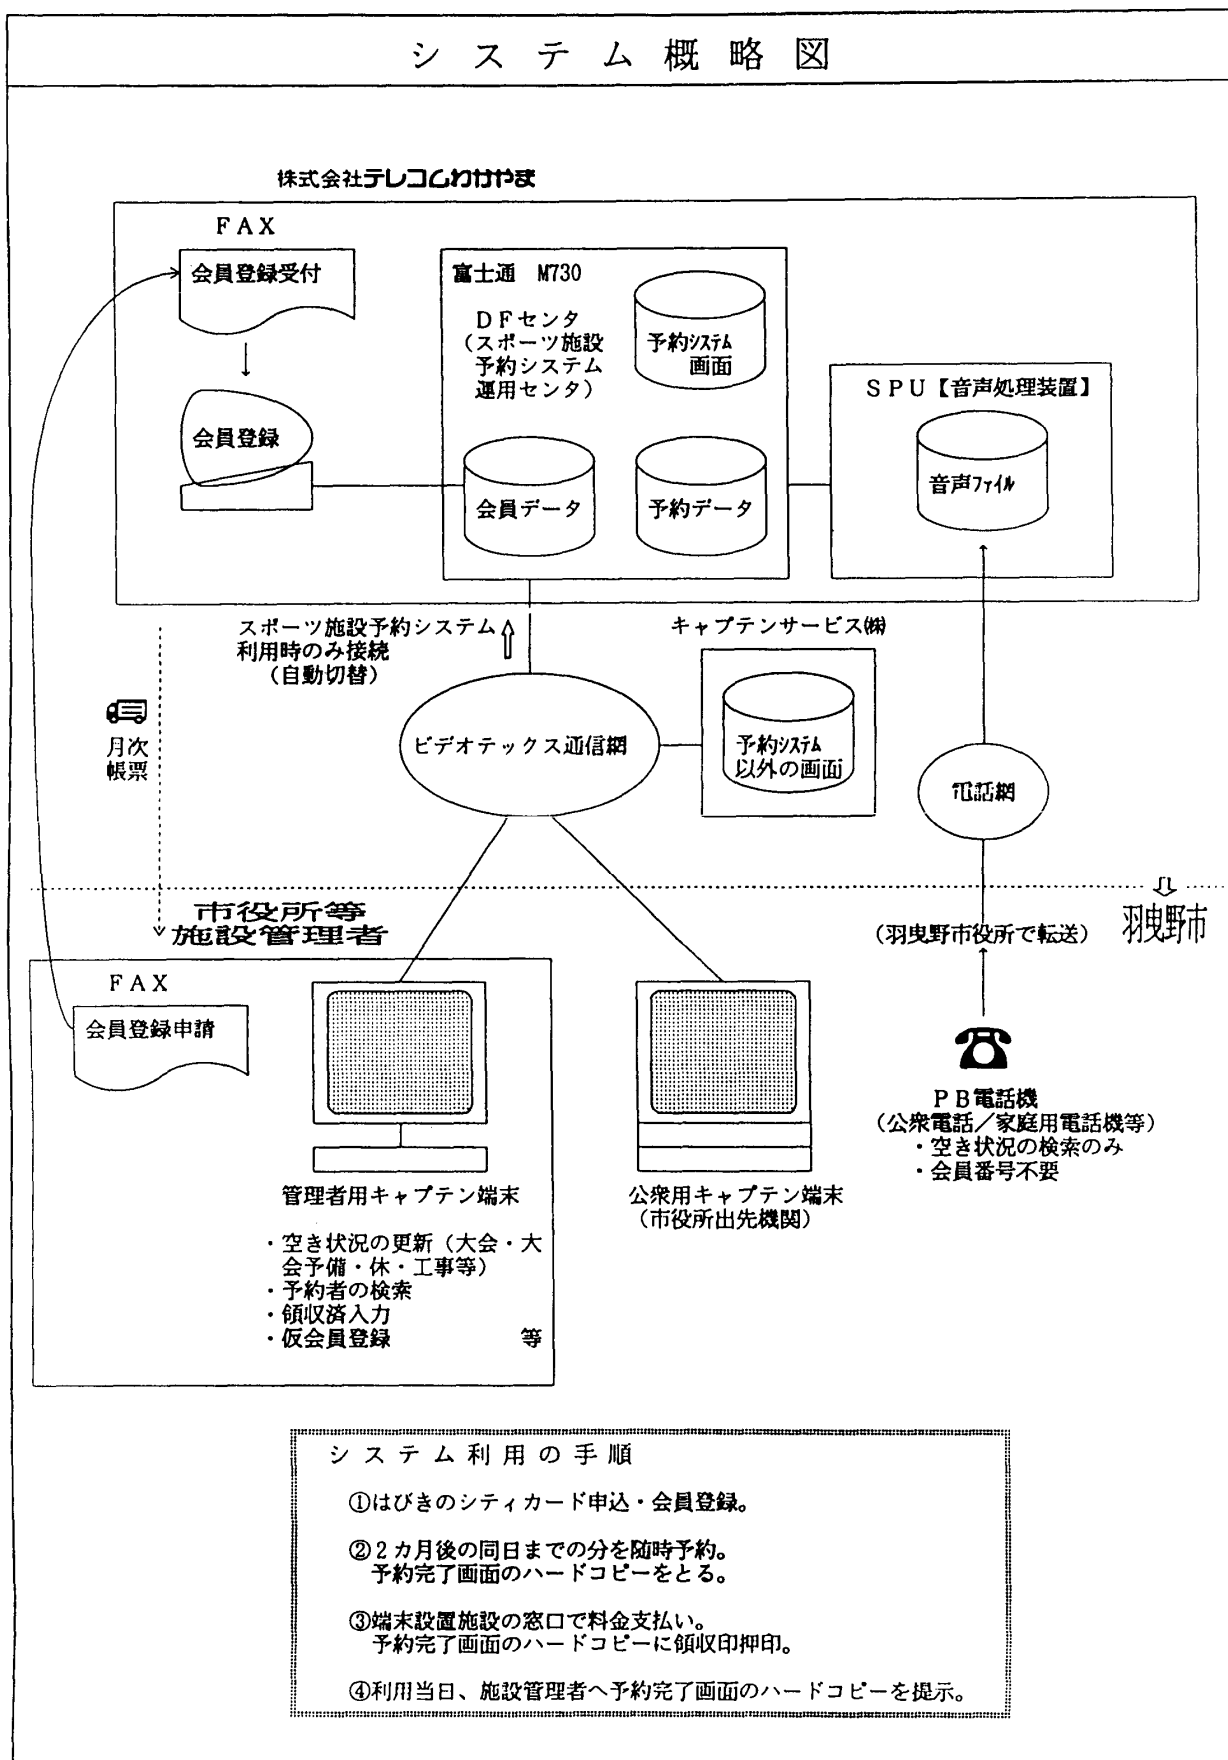 システム概略図
株式会社テレコムわかやま
FAX
会員登録受付
会員登録
富士通 M730
DFセンタ
(スポーツ施設
予約システム
運用センタ)
予約システム
画面
会員データ
予約データ
SPU【音声処理装置】
音声ファイル
スポーツ施設予約システム
利用時のみ接続
(自動切替)
キャプテンサービス㈱
月次
帳票
ビデオテックス通信網
予約システム
以外の画面
電話網
市役所等
施設管理者
(羽曳野市役所で転送)
羽曳野市
FAX
会員登録申請
管理者用キャプテン端末
・空き状況の更新(大会・大
会予備・休・工事等)
・予約者の検索
・領収済入力
・仮会員登録 等
公衆用キャプテン端末
(市役所出先機関)
PB電話機
(公衆電話/家庭用電話機等)
・空き状況の検索のみ
・会員番号不要
システム利用の手順
①はびきのシティカード申込・会員登録。
②2カ月後の同日までの分を随時予約。
予約完了画面のハードコピーをとる。
③端末設置施設の窓口で料金支払い。
予約完了画面のハードコピーに領収印押印。
④利用当日、施設管理者へ予約完了画面のハードコピーを提示。